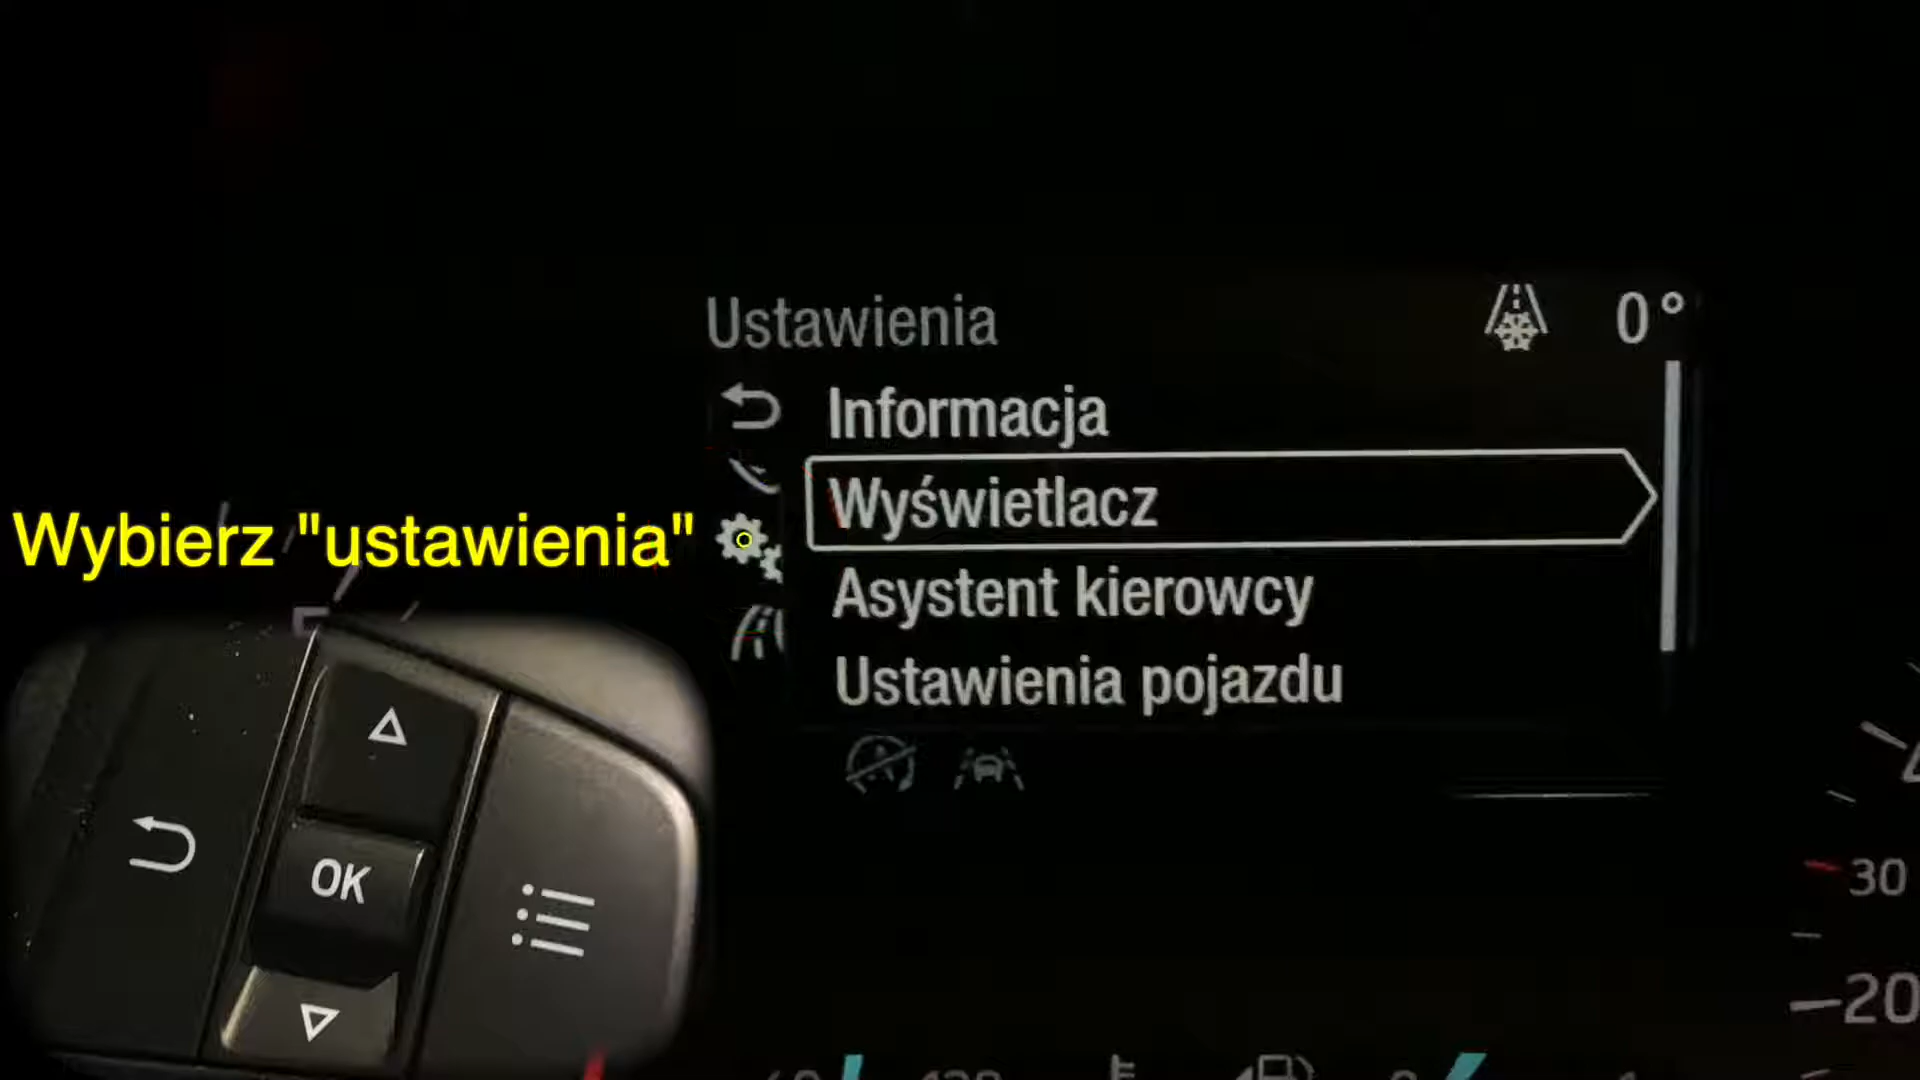 Ustawienia 0°
Informacja
Wyświetlacz
Wybierz "ustawienia"
Asystent kierowcy
Ustawienia pojazdu
OK
30
20